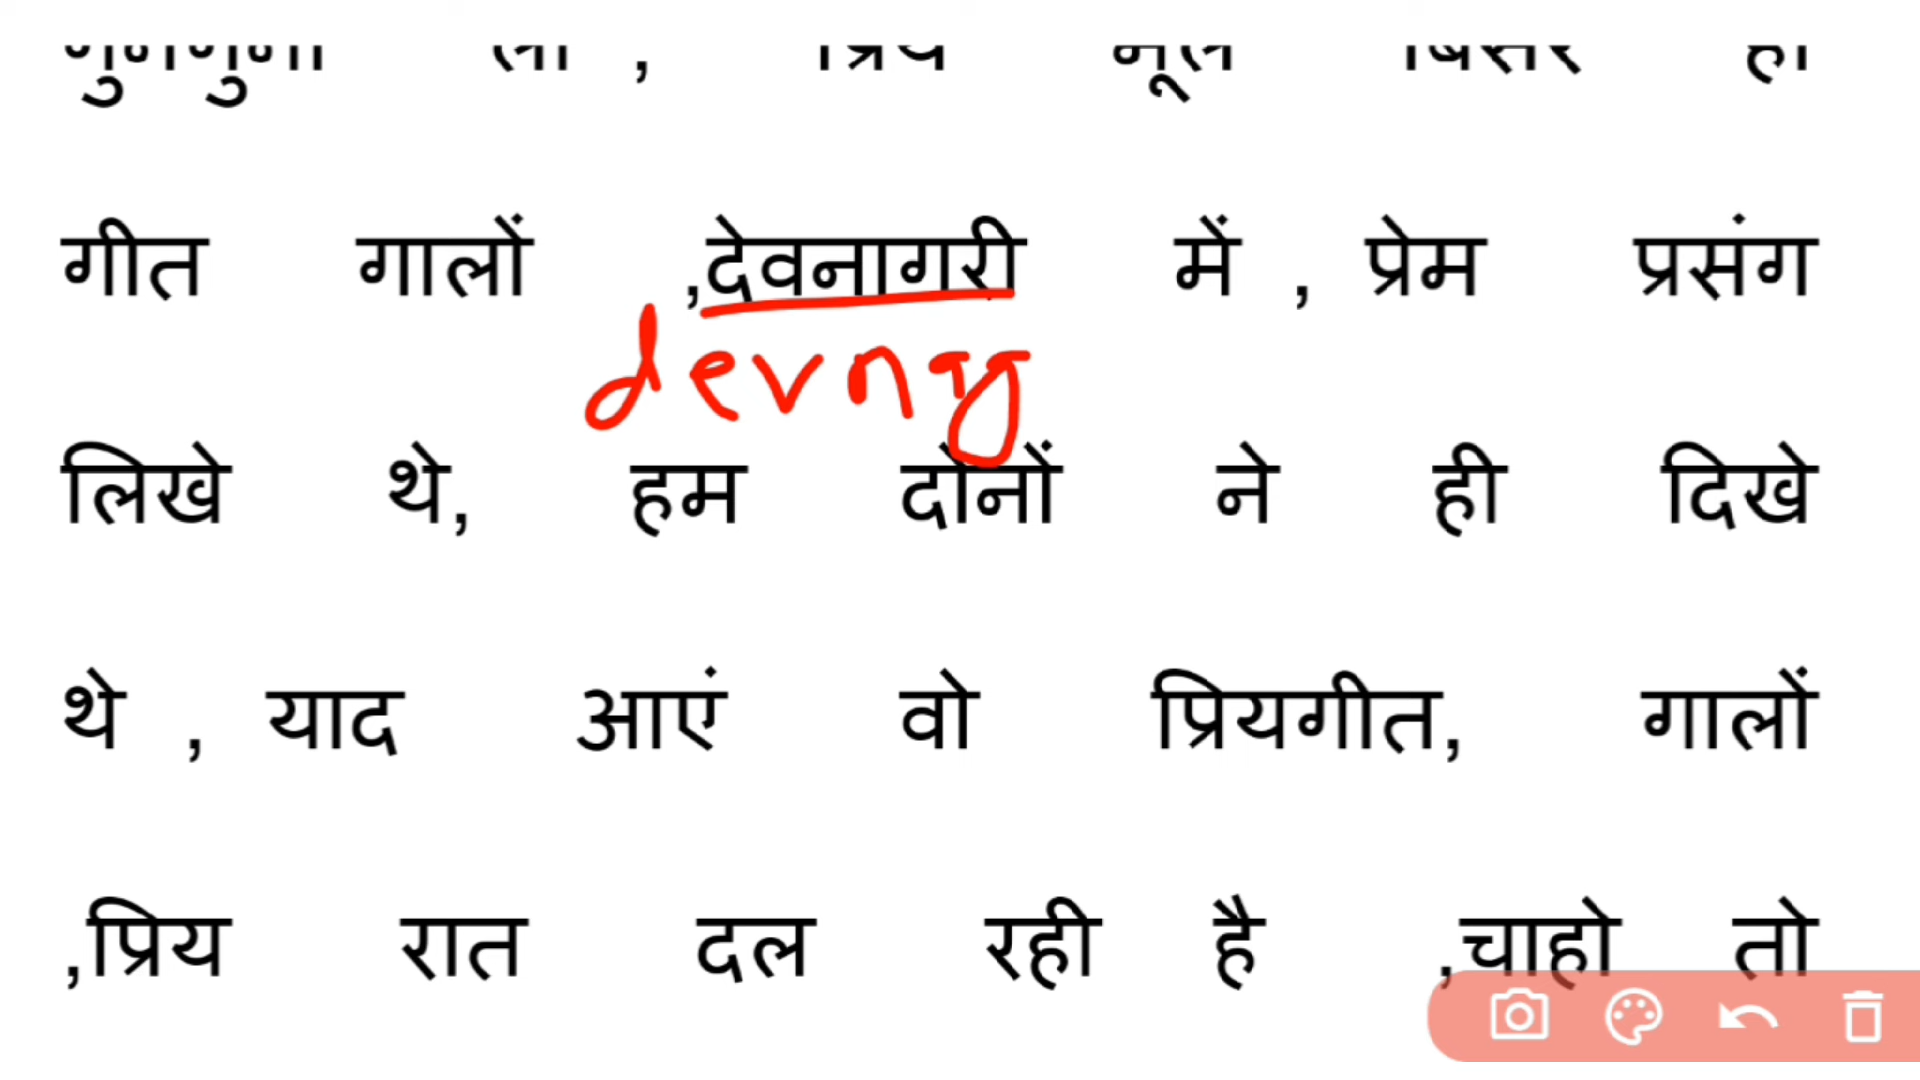 गीत गालों ,देवनागरी में , प्रेम प्रसंग
devnag
लिखे थे, हम दोनों ने ही दिखे
थे , याद आएं वो प्रियगीत, गालों
,प्रिय रात दल रही है ,चाहो तो